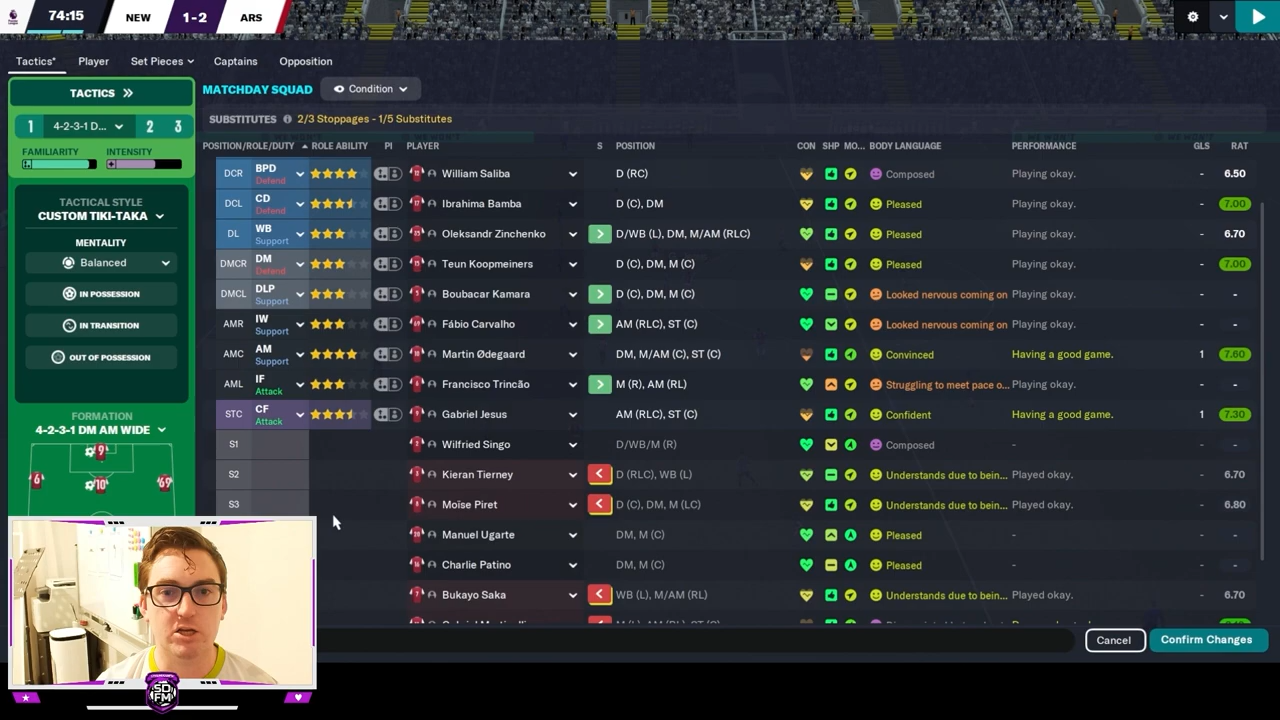 74:15 NEW 1-2 ARS
Tactics* Player Set Pieces Captains Opposition
TACTICS
MATCHDAY SQUAD Condition
SUBSTITUTES 2/3 Stoppages - 1/5 Substitutes
1 4-2-3-1 D... 2 3
FAMILIARITY INTENSITY
TACTICAL STYLE
CUSTOM TIKI-TAKA
MENTALITY
Balanced
IN POSSESSION
IN TRANSITION
OUT OF POSSESSION
FORMATION
4-2-3-1 DM AM WIDE
9
6 10 69
POSITION/ROLE/DUTY ROLE ABILITY PI PLAYER S POSITION CON SHP MO... BODY LANGUAGE PERFORMANCE GLS RAT
DCR BPD Defend William Saliba D (RC) Composed Playing okay. - 6.50
DCL CD Defend Ibrahima Bamba D (C), DM Pleased Playing okay. - 7.00
DL WB Support Oleksandr Zinchenko D/WB (L), DM, M/AM (RLC) Pleased Playing okay. - 6.70
DMCR DM Defend Teun Koopmeiners D (C), DM, M (C) Pleased Playing okay. - 7.00
DMCL DLP Support Boubacar Kamara D (C), DM, M (C) Looked nervous coming on Playing okay. - -
AMR IW Support Fábio Carvalho AM (RLC), ST (C) Looked nervous coming on Playing okay. - -
AMC AM Support Martin Ødegaard DM, M/AM (C), ST (C) Convinced Having a good game. 1 7.60
AML IF Attack Francisco Trincão M (R), AM (RL) Struggling to meet pace o... Playing okay. - -
STC CF Attack Gabriel Jesus AM (RLC), ST (C) Confident Having a good game. 1 7.30
S1 Wilfried Singo D/WB/M (R) Composed - - -
S2 Kieran Tierney D (RLC), WB (L) Understands due to bein... Played okay. - 6.70
S3 Moïse Piret D (C), DM, M (LC) Understands due to bein... Played okay. - 6.80
Manuel Ugarte DM, M (C) Pleased - - -
Charlie Patino DM, M (C) Pleased - - -
Bukayo Saka WB (L), M/AM (RL) Understands due to bein... Played okay. - 6.70
Cancel Confirm Changes
SD
FM